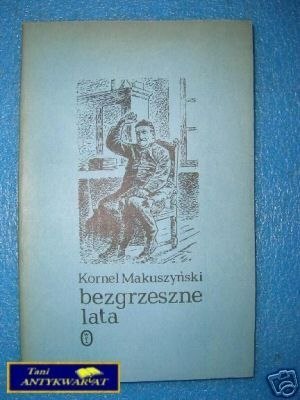 Kornel Makuszyński
bezgrzeszne
lata
Tani
ANTYKWARIAT